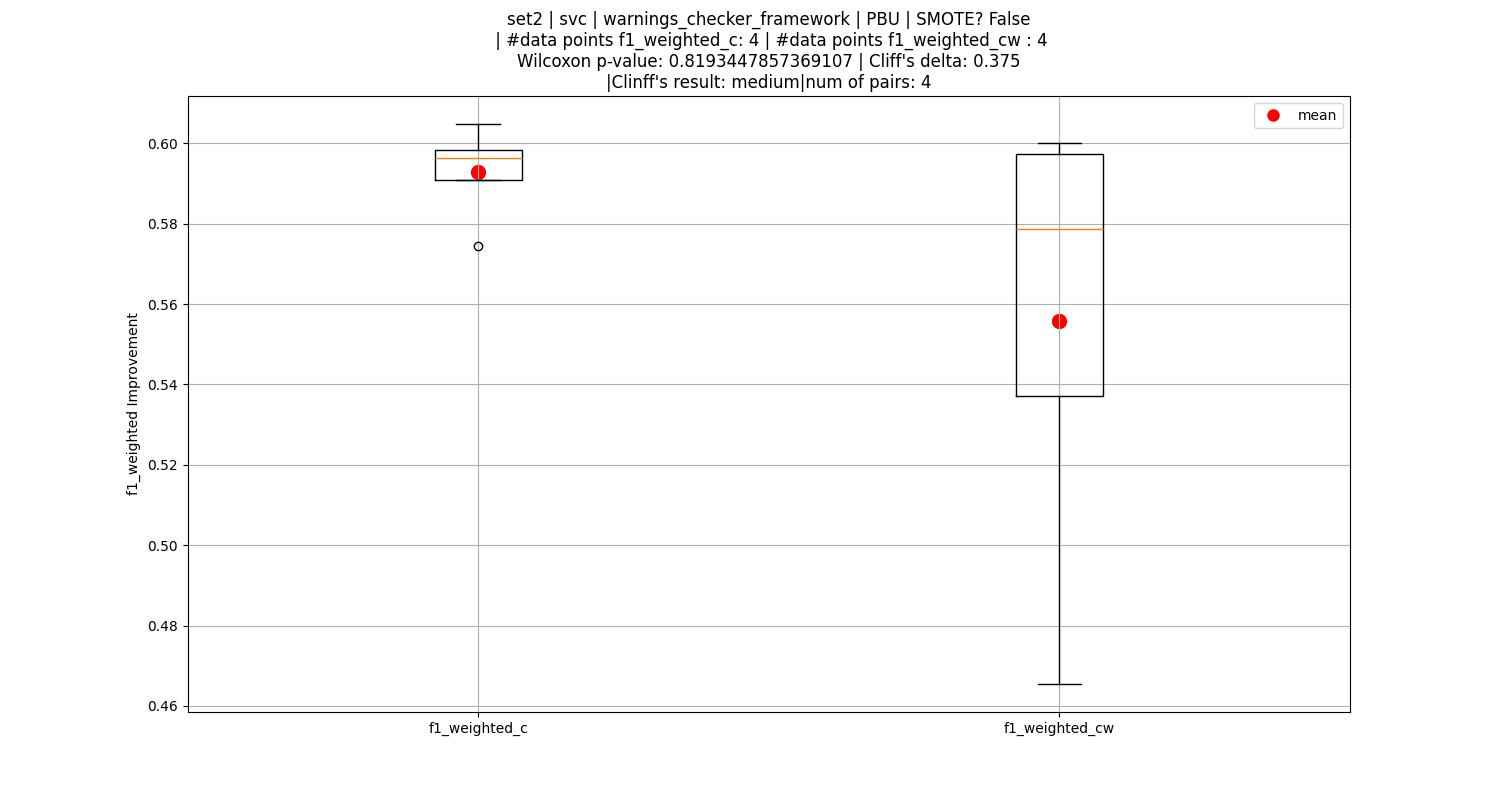 set2 | svc | warnings_checker_framework | PBU | SMOTE? False
| #data points f1_weighted_c: 4 | #data points f1_weighted_cw : 4
Wilcoxon p-value: 0.8193447857369107 | Cliff's delta: 0.375
|Clinff's result: medium|num of pairs: 4
mean
f1_weighted Improvement
0.60
0.58
0.56
0.54
0.52
0.50
0.48
0.46
f1_weighted_c
f1_weighted_cw